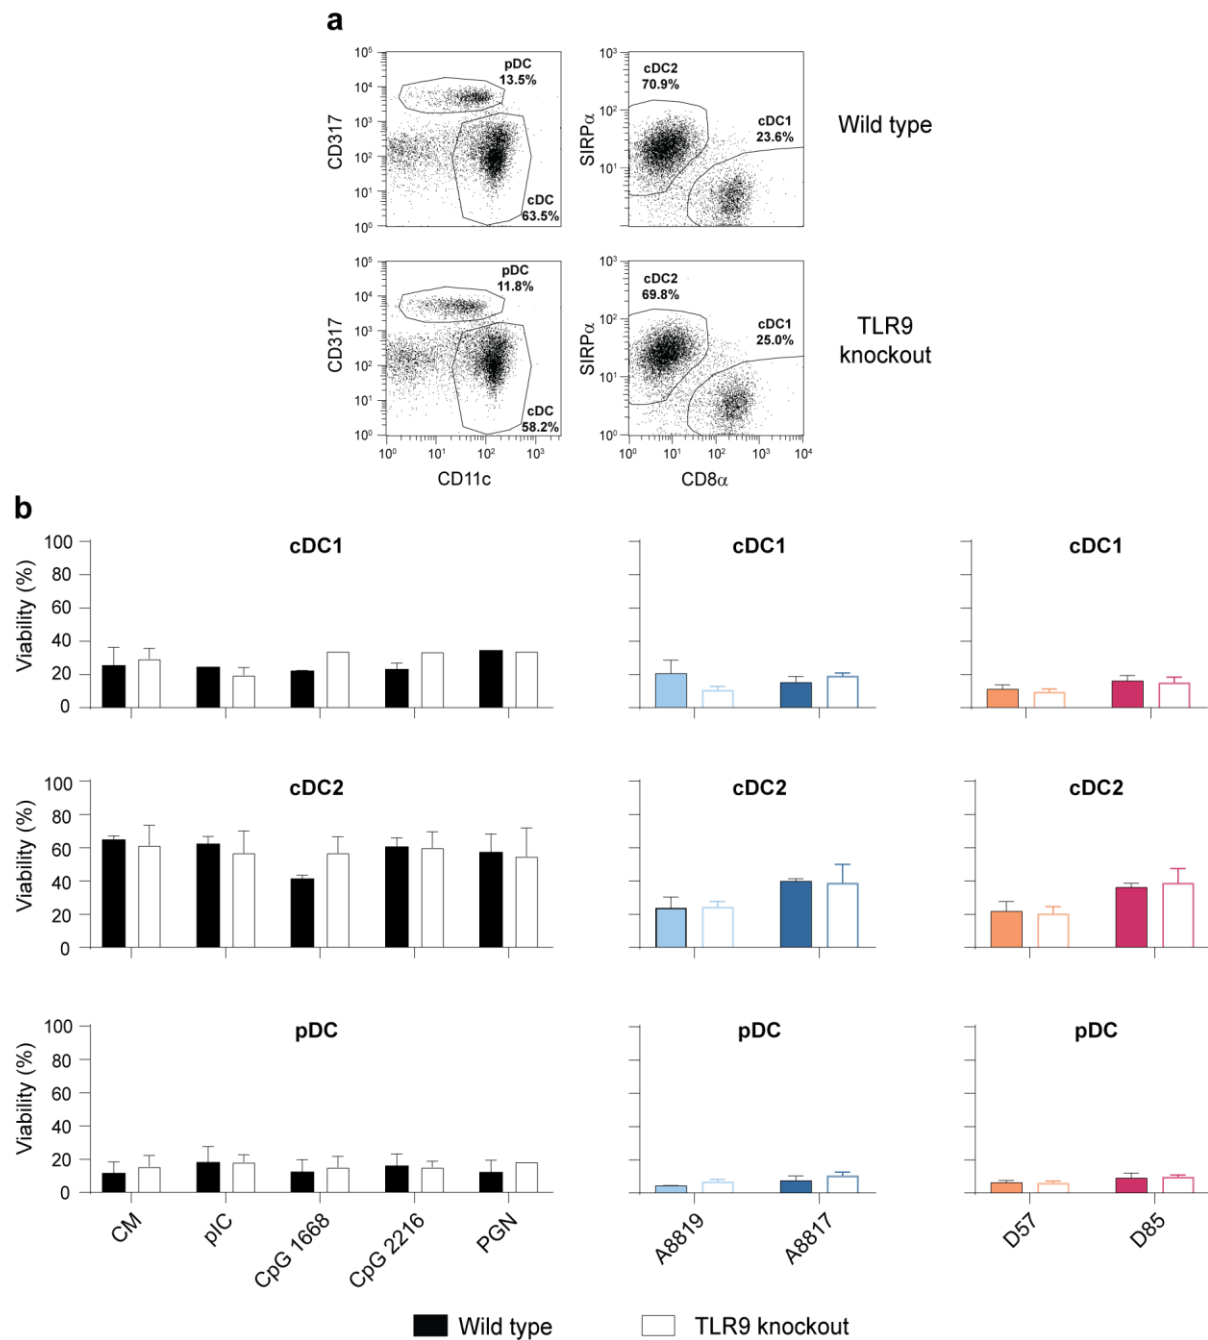 a
10⁵
10⁴
10³
10²
10¹
10⁰
CD317
pDC
13.5%
cDC
63.5%
10³
10²
10¹
10⁰
SIRPα
cDC2
70.9%
cDC1
23.6%
Wild type
10⁵
10⁴
10³
10²
10¹
10⁰
CD317
pDC
11.8%
cDC
58.2%
10⁰ 10¹ 10² 10³
CD11c
10³
10²
10¹
10⁰
SIRPα
cDC2
69.8%
cDC1
25.0%
10⁰ 10¹ 10² 10³ 10⁴
CD8α
TLR9
knockout
b
cDC1
cDC1
cDC1
Viability (%)
100
80
60
40
20
0
cDC2
cDC2
cDC2
Viability (%)
100
80
60
40
20
0
pDC
pDC
pDC
Viability (%)
100
80
60
40
20
0
CM
pIC
CpG 1668
CpG 2216
PGN
A8819
A8817
D57
D85
Wild type
TLR9 knockout